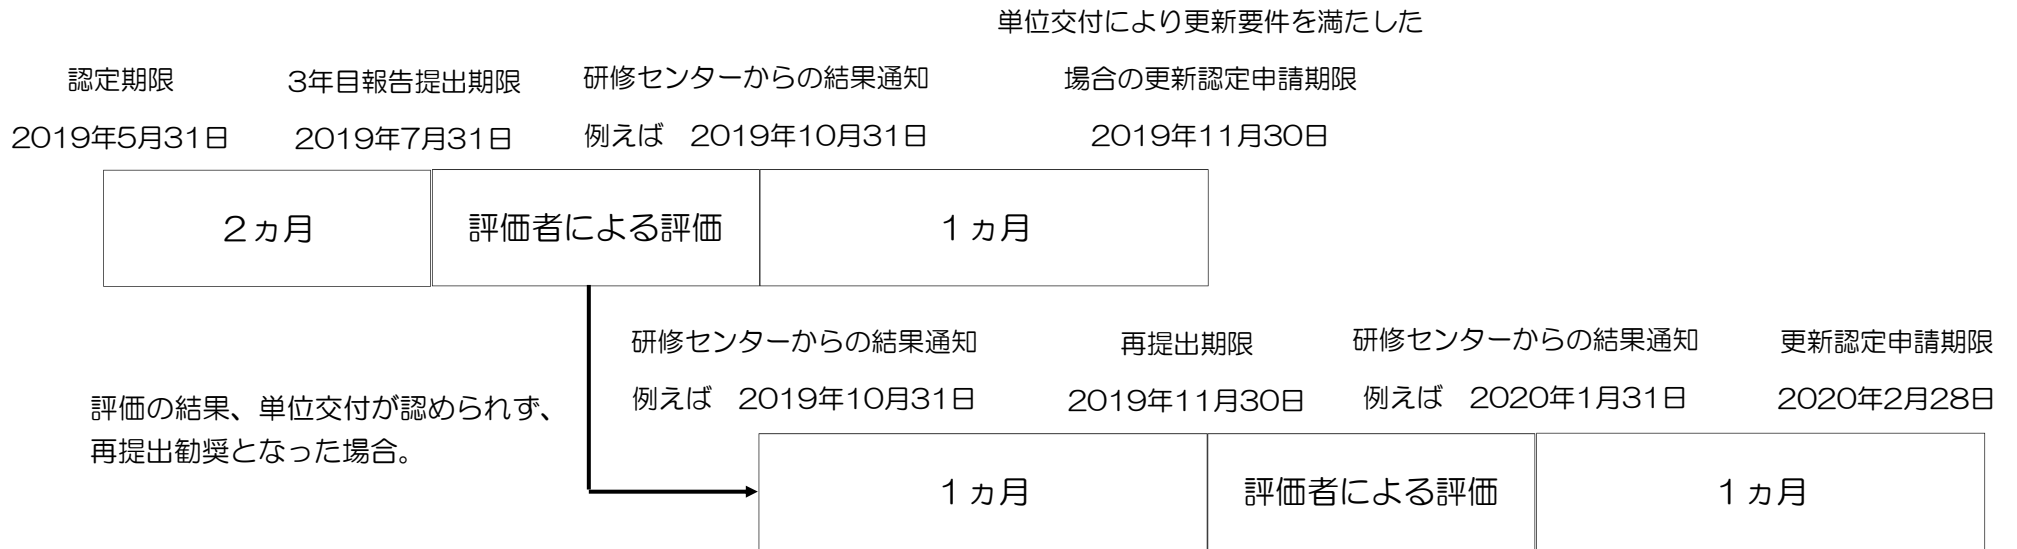 単位交付により更新要件を満たした
認定期限　3年目報告提出期限　研修センターからの結果通知　場合の更新認定申請期限
2019年5月31日　2019年7月31日　例えば　2019年10月31日　2019年11月30日
２ヵ月　評価者による評価　１ヵ月
研修センターからの結果通知　再提出期限　研修センターからの結果通知　更新認定申請期限
例えば　2019年10月31日　2019年11月30日　例えば　2020年1月31日　2020年2月28日
評価の結果、単位交付が認められず、
再提出勧奨となった場合。
１ヵ月　評価者による評価　１ヵ月